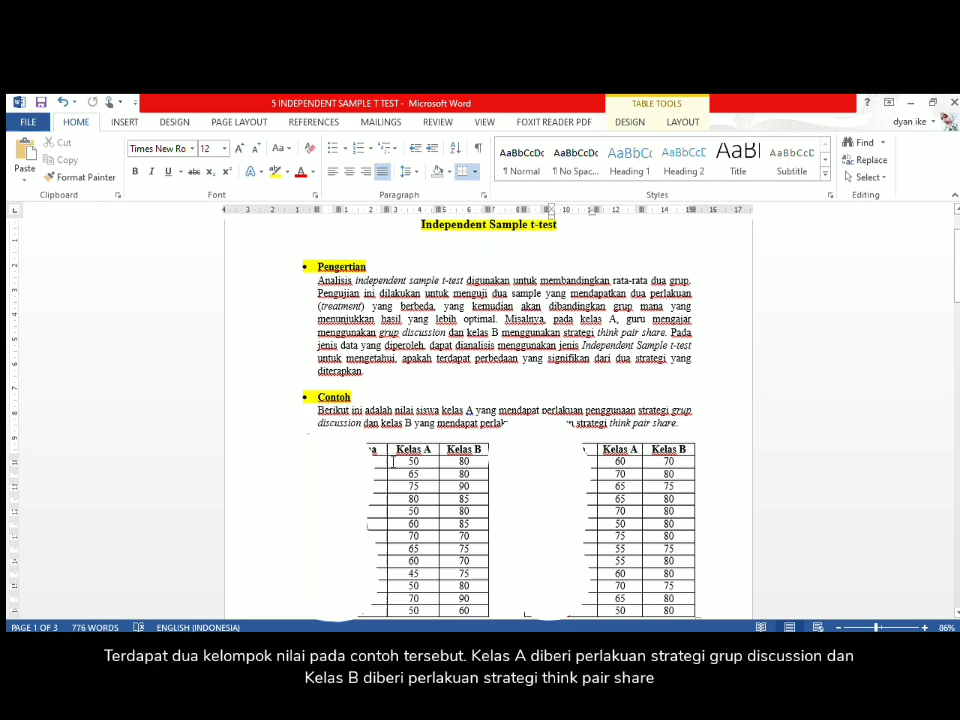 5 INDEPENDENT SAMPLE T TEST - Microsoft Word
TABLE TOOLS
FILE HOME INSERT DESIGN PAGE LAYOUT REFERENCES MAILINGS REVIEW VIEW FOXIT READER PDF DESIGN LAYOUT dyan ike
Paste
Cut
Copy
Format Painter
Clipboard
Times New Ro 12
Font
Paragraph
AaBbCcDc AaBbCcDc AaBbCc AaBbCcD AaBl AaBbCcD
¶ Normal ¶ No Spac... Heading 1 Heading 2 Title Subtitle
Styles
Find
Replace
Select
Editing
Independent Sample t-test
• Pengertian
Analisis independent sample t-test digunakan untuk membandingkan rata-rata dua grup.
Pengujian ini dilakukan untuk menguji dua sample yang mendapatkan dua perlakuan
(treatment) yang berbeda, yang kemudian akan dibandingkan grup mana yang
menunjukkan hasil yang lebih optimal. Misalnya, pada kelas A, guru mengajar
menggunakan grup discussion dan kelas B menggunakan strategi think pair share. Pada
jenis data yang diperoleh, dapat dianalisis menggunakan jenis Independent Sample t-test
untuk mengetahui, apakah terdapat perbedaan yang signifikan dari dua strategi yang
diterapkan.
• Contoh
Berikut ini adalah nilai siswa kelas A yang mendapat perlakuan penggunaan strategi grup
discussion dan kelas B yang mendapat strategi think pair share.
Kelas A Kelas B Kelas A Kelas B
50 80 60 70
65 80 70 80
75 90 65 75
80 85 65 80
50 80 70 80
60 85 50 80
70 70 75 80
65 75 55 75
60 70 55 80
45 75 60 80
50 80 70 75
70 90 65 80
50 60 50 80
PAGE 1 OF 3 776 WORDS ENGLISH (INDONESIA) 86%
Terdapat dua kelompok nilai pada contoh tersebut. Kelas A diberi perlakuan strategi grup discussion dan
Kelas B diberi perlakuan strategi think pair share